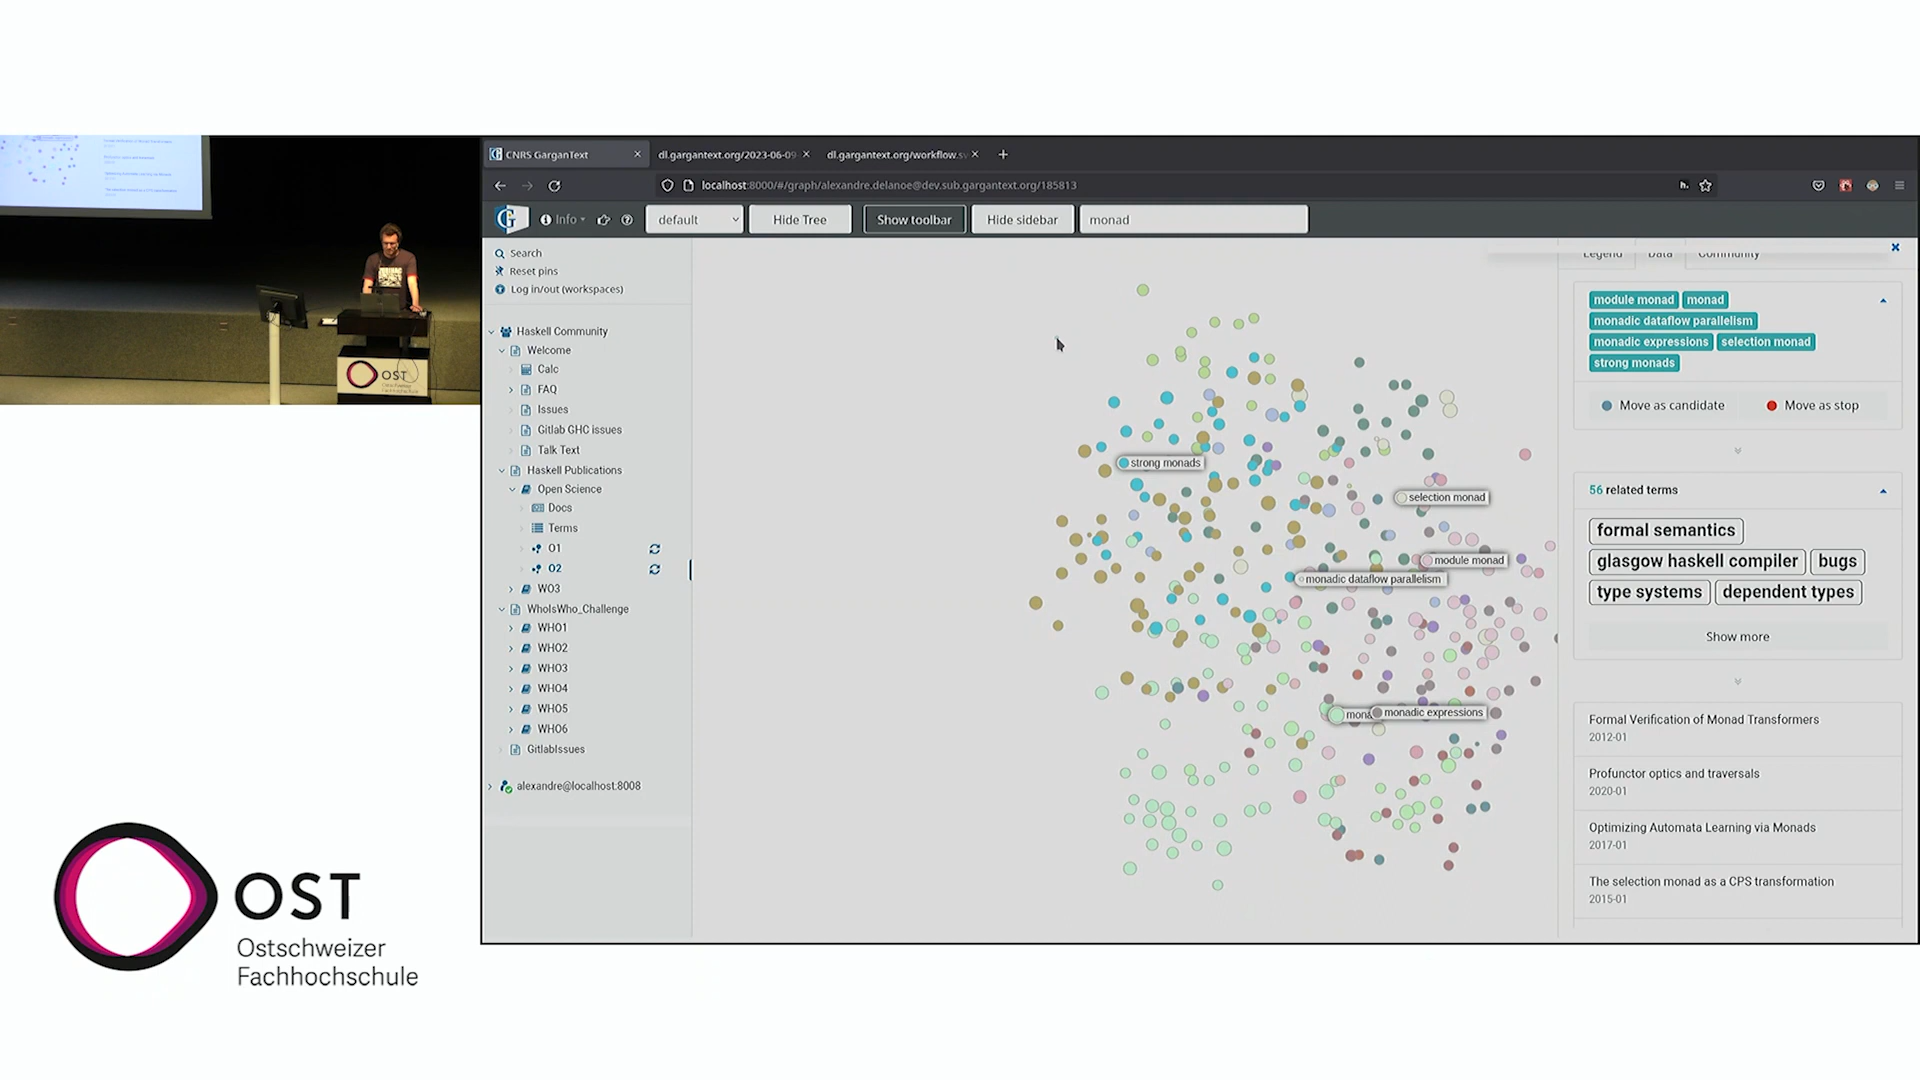 CNRS GarganText
dl.gargantext.org/2023-06-09
dl.gargantext.org/workflow.sv
localhost:8000/#/graph/alexandre.delanoe@dev.sub.gargantext.org/185813
Info
default
Hide Tree
Show toolbar
Hide sidebar
monad
Search
Reset pins
Log in/out (workspaces)
Haskell Community
Welcome
Calc
FAQ
Issues
Gitlab GHC issues
Talk Text
Haskell Publications
Open Science
Docs
Terms
O1
O2
WO3
WhoIsWho_Challenge
WHO1
WHO2
WHO3
WHO4
WHO5
WHO6
GitlabIssues
alexandre@localhost:8008
strong monads
selection monad
module monad
monadic dataflow parallelism
mona
monadic expressions
Legend Data Community
module monad monad
monadic dataflow parallelism
monadic expressions selection monad
strong monads
Move as candidate Move as stop
56 related terms
formal semantics
glasgow haskell compiler bugs
type systems dependent types
Show more
Formal Verification of Monad Transformers
2012-01
Profunctor optics and traversals
2020-01
Optimizing Automata Learning via Monads
2017-01
The selection monad as a CPS transformation
2015-01
OST
OST
Ostschweizer
Fachhochschule